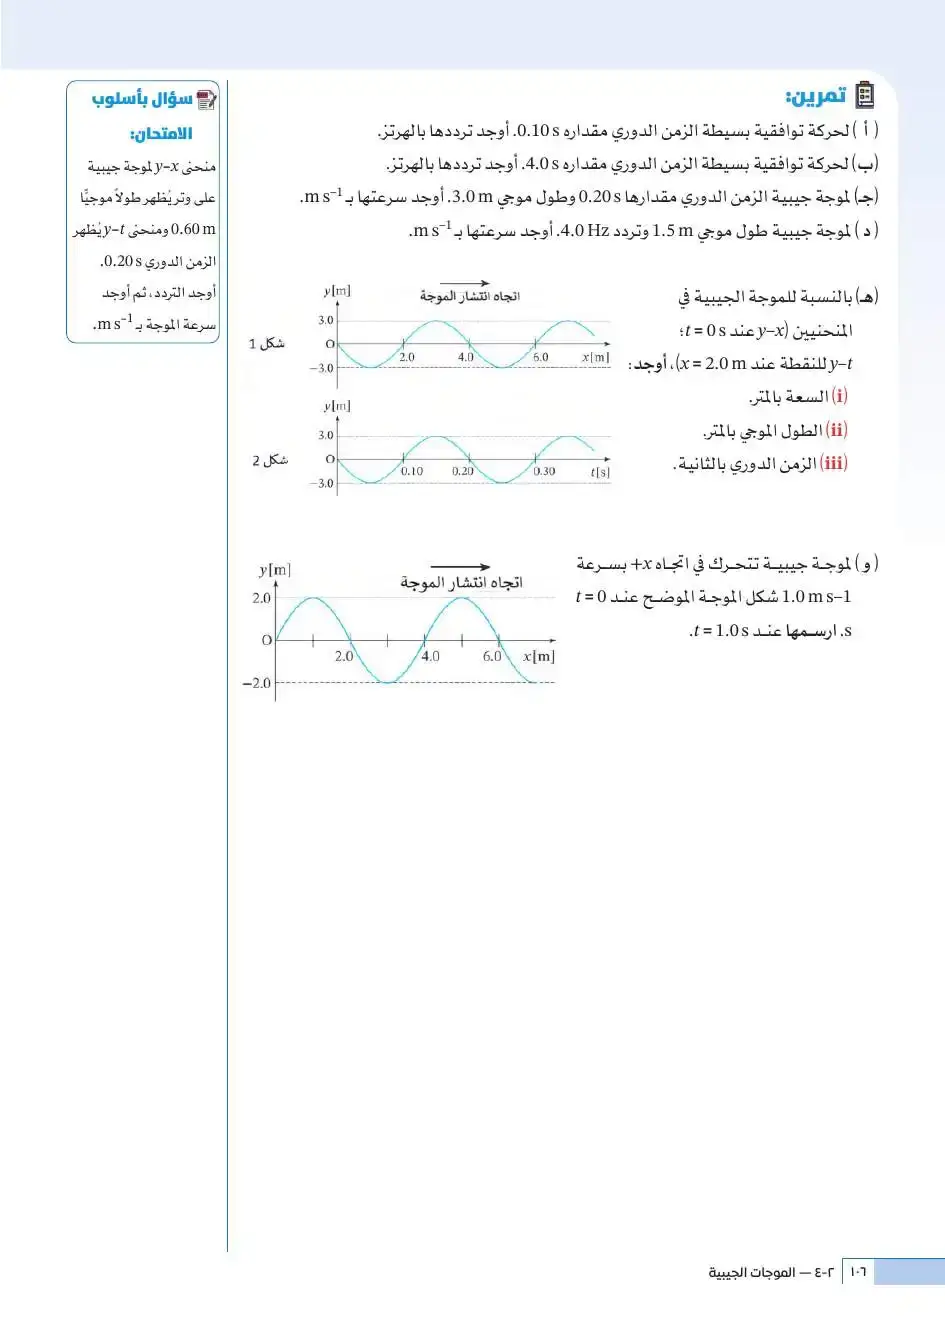 تمرين:
( أ ) لحركة توافقية بسيطة الزمن الدوري مقداره 0.10 s. أوجد ترددها بالهرتز.
(ب) لحركة توافقية بسيطة الزمن الدوري مقداره 4.0 s. أوجد ترددها بالهرتز.
(جـ) لموجة جيبية الزمن الدوري مقدارها 0.20 s وطول موجي 3.0 m. أوجد سرعتها بـ m s⁻¹.
( د ) لموجة جيبية طول موجي 1.5 m وتردد 4.0 Hz. أوجد سرعتها بـ m s⁻¹.
(هـ) بالنسبة للموجة الجيبية في
المنحنيين (y–x عند t = 0 s؛
y–t للنقطة عند x = 2.0 m)، أوجد:
(i) السعة بالمتر.
(ii) الطول الموجي بالمتر.
(iii) الزمن الدوري بالثانية.
y[m]
اتجاه انتشار الموجة
3.0
O
2.0 4.0 6.0 x[m]
–3.0
شكل 1
y[m]
3.0
O
0.10 0.20 0.30 t[s]
–3.0
شكل 2
( و ) لموجة جيبية تتحرك في اتجاه +x بسرعة
1.0 m s–1 شكل الموجة الموضح عند t = 0
s. ارسمها عند t = 1.0 s.
y[m]
اتجاه انتشار الموجة
2.0
O
2.0 4.0 6.0 x[m]
–2.0
سؤال بأسلوب
الامتحان:
منحنى y–x لموجة جيبية
على وتر يُظهر طولاً موجيًّا
0.60 m ومنحنى y–t يُظهر
الزمن الدوري 0.20 s.
أوجد التردد، ثم أوجد
سرعة الموجة بـ m s⁻¹.
١٠٦ ٢-٤ — الموجات الجيبية